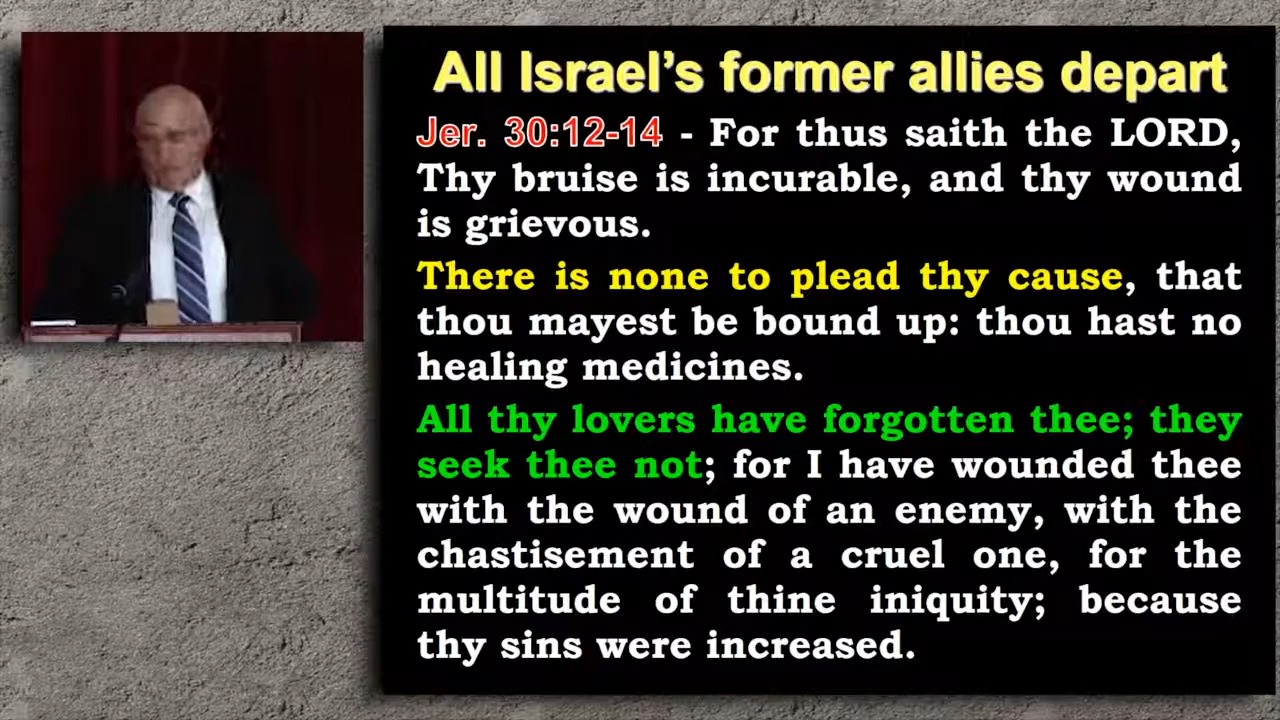 All Israel's former allies depart
Jer. 30:12-14 - For thus saith the LORD,
Thy bruise is incurable, and thy wound
is grievous.
There is none to plead thy cause, that
thou mayest be bound up: thou hast no
healing medicines.
All thy lovers have forgotten thee; they
seek thee not; for I have wounded thee
with the wound of an enemy, with the
chastisement of a cruel one, for the
multitude of thine iniquity; because
thy sins were increased.